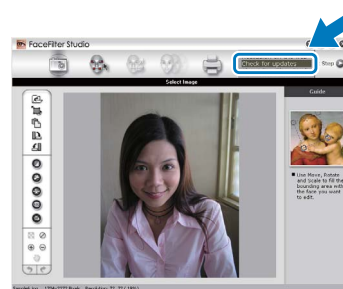 FaceFilter Studio
Check for updates
Step
Select Image
Guide
Use Move, Rotate
and Scale to fill the
bounding area with
the face you want
to edit.